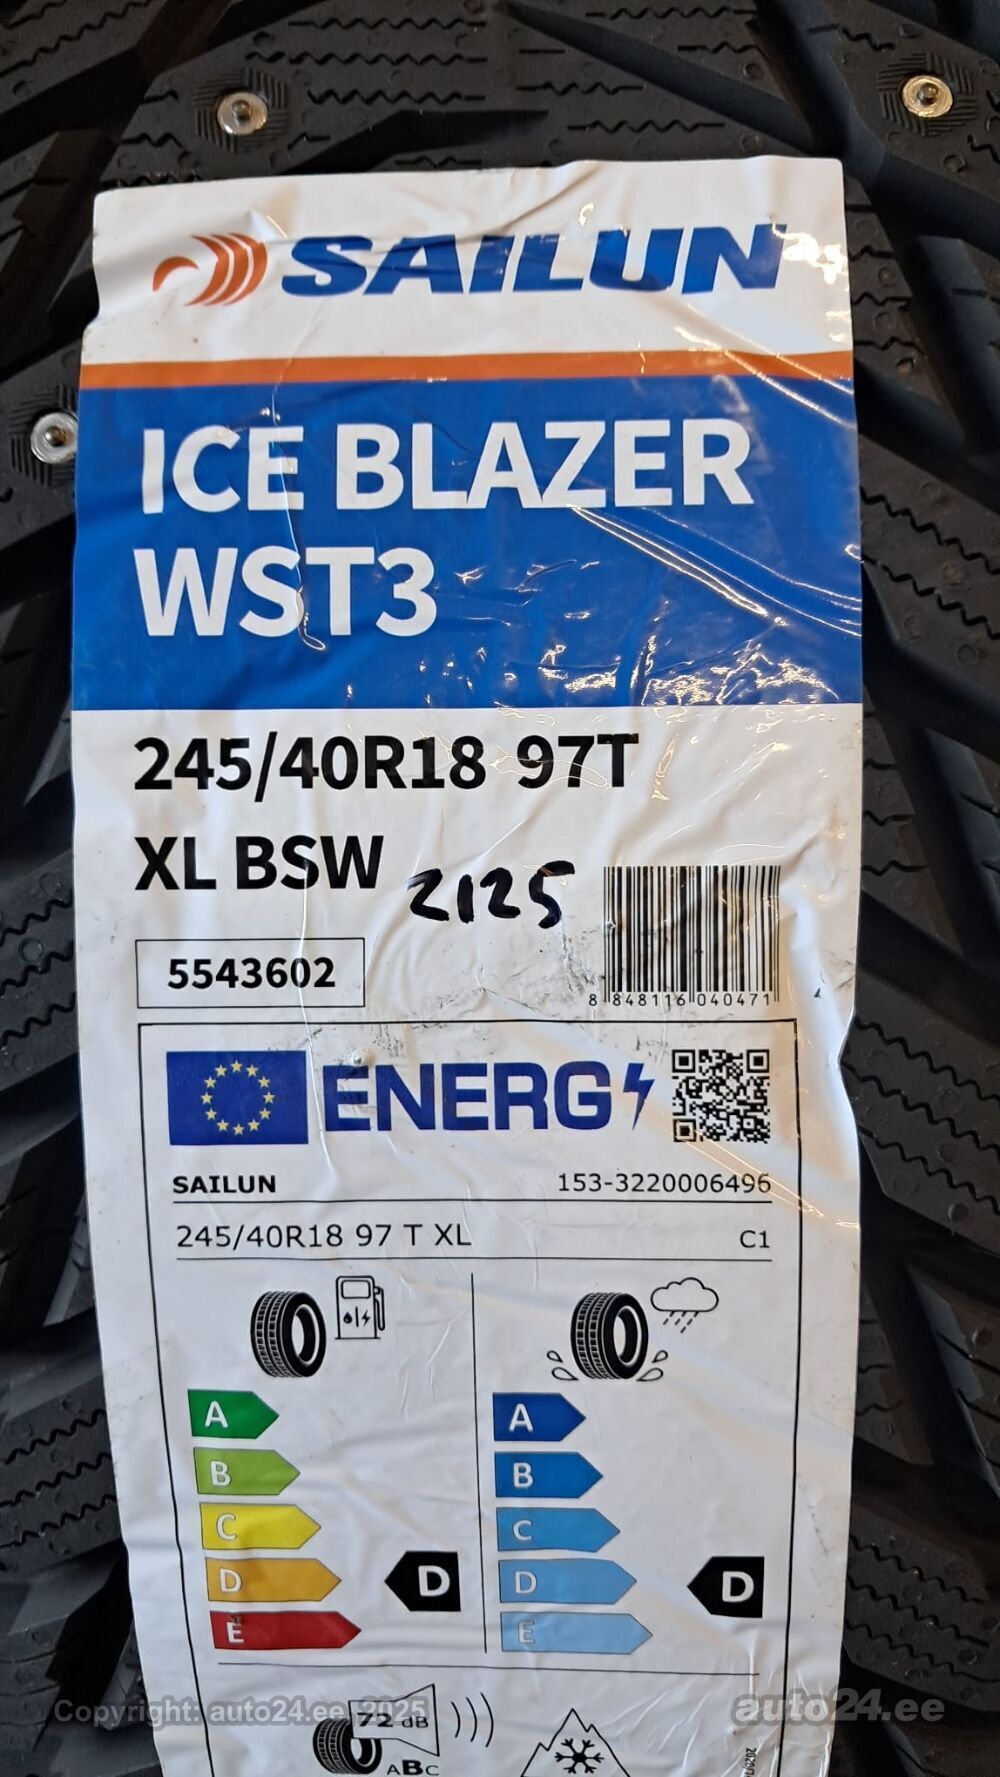 SAILUN
ICE BLAZER
WST3
245/40R18 97T
XL BSW
2125
5543602
8 848116 040471
ENERG
SAILUN 153-3220006496
245/40R18 97 T XL C1
A A
B B
C C
D D D D
E E
72 dB
ABC
Copyright: auto24.ee, 2025
auto24.ee